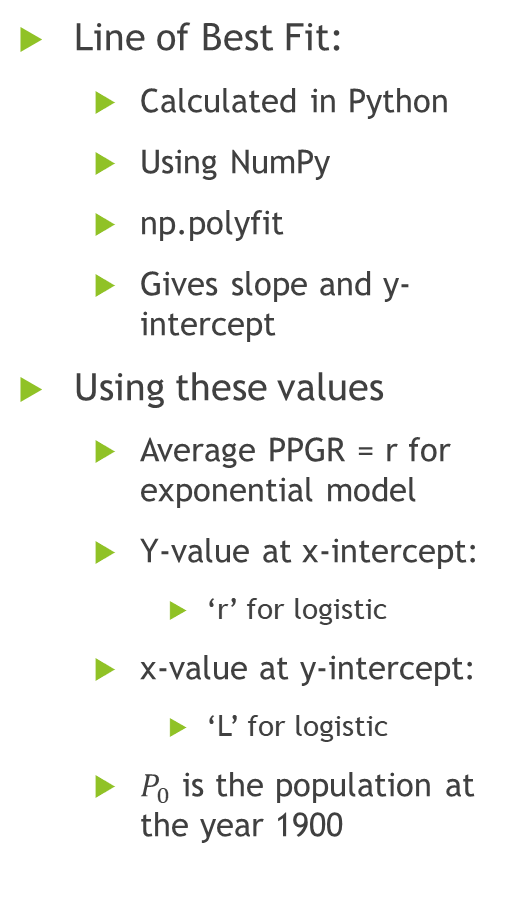 Line of Best Fit:
Calculated in Python
Using NumPy
np.polyfit
Gives slope and y-
intercept
Using these values
Average PPGR = r for
exponential model
Y-value at x-intercept:
‘r’ for logistic
x-value at y-intercept:
‘L’ for logistic
P₀ is the population at
the year 1900